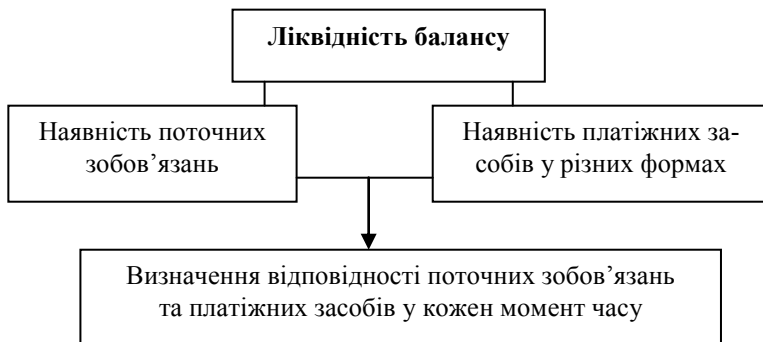 Ліквідність балансу
Наявність поточних
зобов’язань
Наявність платіжних за-
собів у різних формах
Визначення відповідності поточних зобов’язань
та платіжних засобів у кожен момент часу